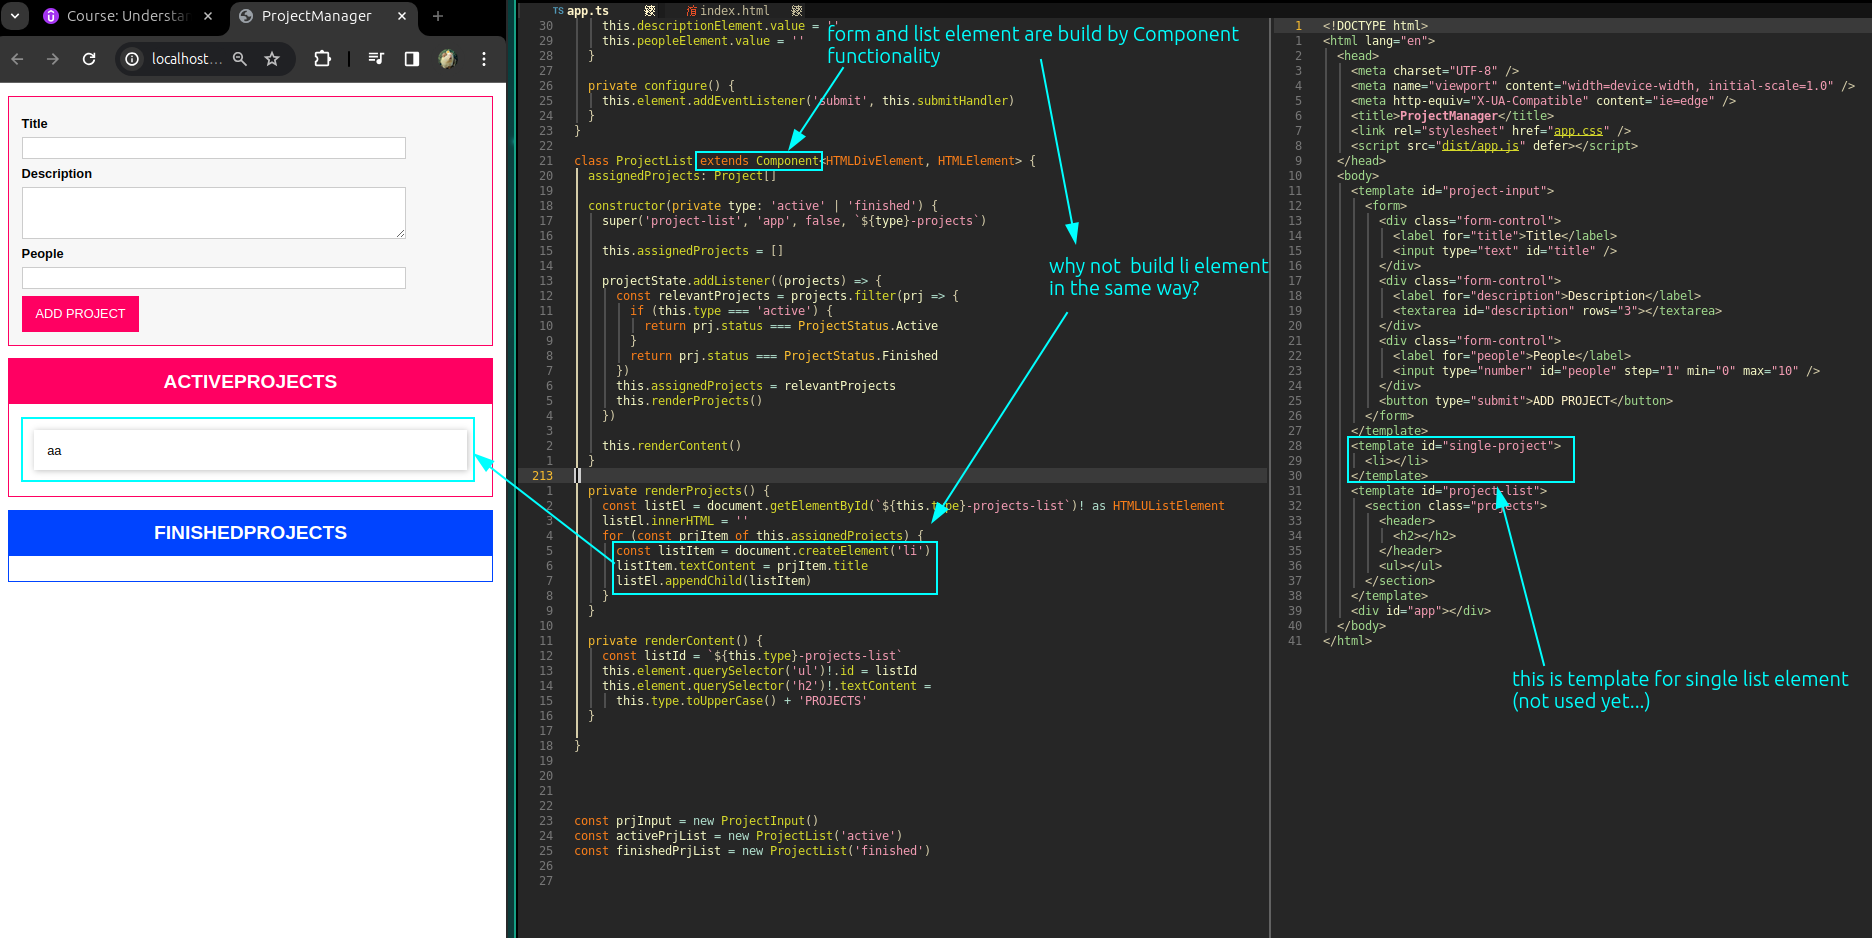 Course: Understan
ProjectManager
localhost...
Title
Description
People
ADD PROJECT
ACTIVEPROJECTS
aa
FINISHEDPROJECTS
TS app.ts
index.html
30 this.descriptionElement.value = ''
29 this.peopleElement.value = ''
28 }
27
26 private configure() {
25 this.element.addEventListener('submit', this.submitHandler)
24 }
23 }
22
21 class ProjectList extends Component<HTMLDivElement, HTMLElement> {
20 assignedProjects: Project[]
19
18 constructor(private type: 'active' | 'finished') {
17 super('project-list', 'app', false, `${type}-projects`)
16
15 this.assignedProjects = []
14
13 projectState.addListener((projects) => {
12 const relevantProjects = projects.filter(prj => {
11 if (this.type === 'active') {
10 return prj.status === ProjectStatus.Active
9 }
8 return prj.status === ProjectStatus.Finished
7 })
6 this.assignedProjects = relevantProjects
5 this.renderProjects()
4 })
3
2 this.renderContent()
1 }
213
1 private renderProjects() {
2 const listEl = document.getElementById(`${this.type}-projects-list`)! as HTMLUListElement
3 listEl.innerHTML = ''
4 for (const prjItem of this.assignedProjects) {
5 const listItem = document.createElement('li')
6 listItem.textContent = prjItem.title
7 listEl.appendChild(listItem)
8 }
9 }
10
11 private renderContent() {
12 const listId = `${this.type}-projects-list`
13 this.element.querySelector('ul')!.id = listId
14 this.element.querySelector('h2')!.textContent =
15 this.type.toUpperCase() + 'PROJECTS'
16 }
17
18 }
19
20
21
22
23 const prjInput = new ProjectInput()
24 const activePrjList = new ProjectList('active')
25 const finishedPrjList = new ProjectList('finished')
26
27
form and list element are build by Component
functionality
why not build li element
in the same way?
1 <!DOCTYPE html>
1 <html lang="en">
2 <head>
3 <meta charset="UTF-8" />
4 <meta name="viewport" content="width=device-width, initial-scale=1.0" />
5 <meta http-equiv="X-UA-Compatible" content="ie=edge" />
6 <title>ProjectManager</title>
7 <link rel="stylesheet" href="app.css" />
8 <script src="dist/app.js" defer></script>
9 </head>
10 <body>
11 <template id="project-input">
12 <form>
13 <div class="form-control">
14 <label for="title">Title</label>
15 <input type="text" id="title" />
16 </div>
17 <div class="form-control">
18 <label for="description">Description</label>
19 <textarea id="description" rows="3"></textarea>
20 </div>
21 <div class="form-control">
22 <label for="people">People</label>
23 <input type="number" id="people" step="1" min="0" max="10" />
24 </div>
25 <button type="submit">ADD PROJECT</button>
26 </form>
27 </template>
28 <template id="single-project">
29 <li></li>
30 </template>
31 <template id="project-list">
32 <section class="projects">
33 <header>
34 <h2></h2>
35 </header>
36 <ul></ul>
37 </section>
38 </template>
39 <div id="app"></div>
40 </body>
41 </html>
this is template for single list element
(not used yet...)